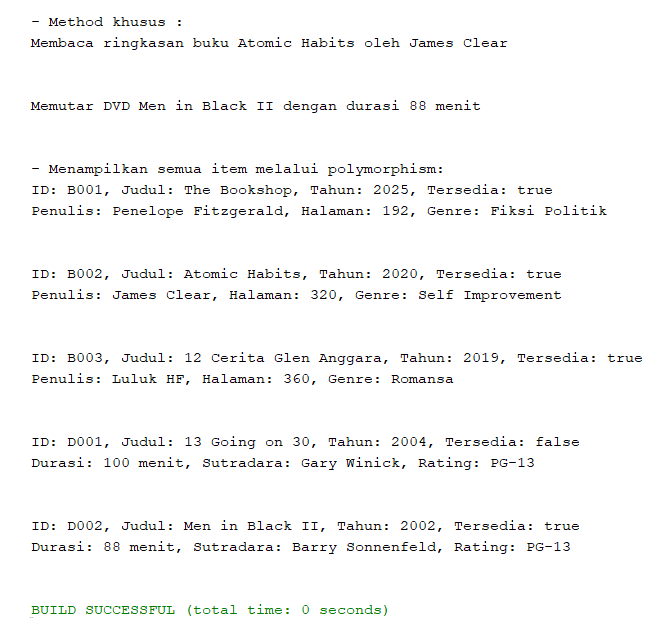 - Method khusus :
Membaca ringkasan buku Atomic Habits oleh James Clear
Memutar DVD Men in Black II dengan durasi 88 menit
- Menampilkan semua item melalui polymorphism:
ID: B001, Judul: The Bookshop, Tahun: 2025, Tersedia: true
Penulis: Penelope Fitzgerald, Halaman: 192, Genre: Fiksi Politik
ID: B002, Judul: Atomic Habits, Tahun: 2020, Tersedia: true
Penulis: James Clear, Halaman: 320, Genre: Self Improvement
ID: B003, Judul: 12 Cerita Glen Anggara, Tahun: 2019, Tersedia: true
Penulis: Luluk HF, Halaman: 360, Genre: Romansa
ID: D001, Judul: 13 Going on 30, Tahun: 2004, Tersedia: false
Durasi: 100 menit, Sutradara: Gary Winick, Rating: PG-13
ID: D002, Judul: Men in Black II, Tahun: 2002, Tersedia: true
Durasi: 88 menit, Sutradara: Barry Sonnenfeld, Rating: PG-13
BUILD SUCCESSFUL (total time: 0 seconds)